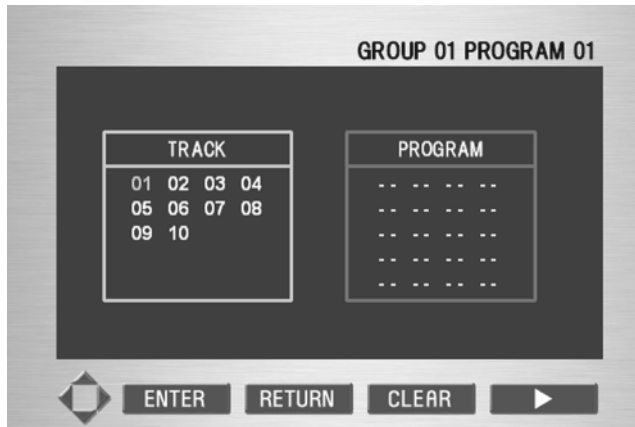 GROUP 01 PROGRAM 01
TRACK
01 02 03 04
05 06 07 08
09 10
PROGRAM
-- -- -- --
-- -- -- --
-- -- -- --
-- -- -- --
-- -- -- --
ENTER RETURN CLEAR